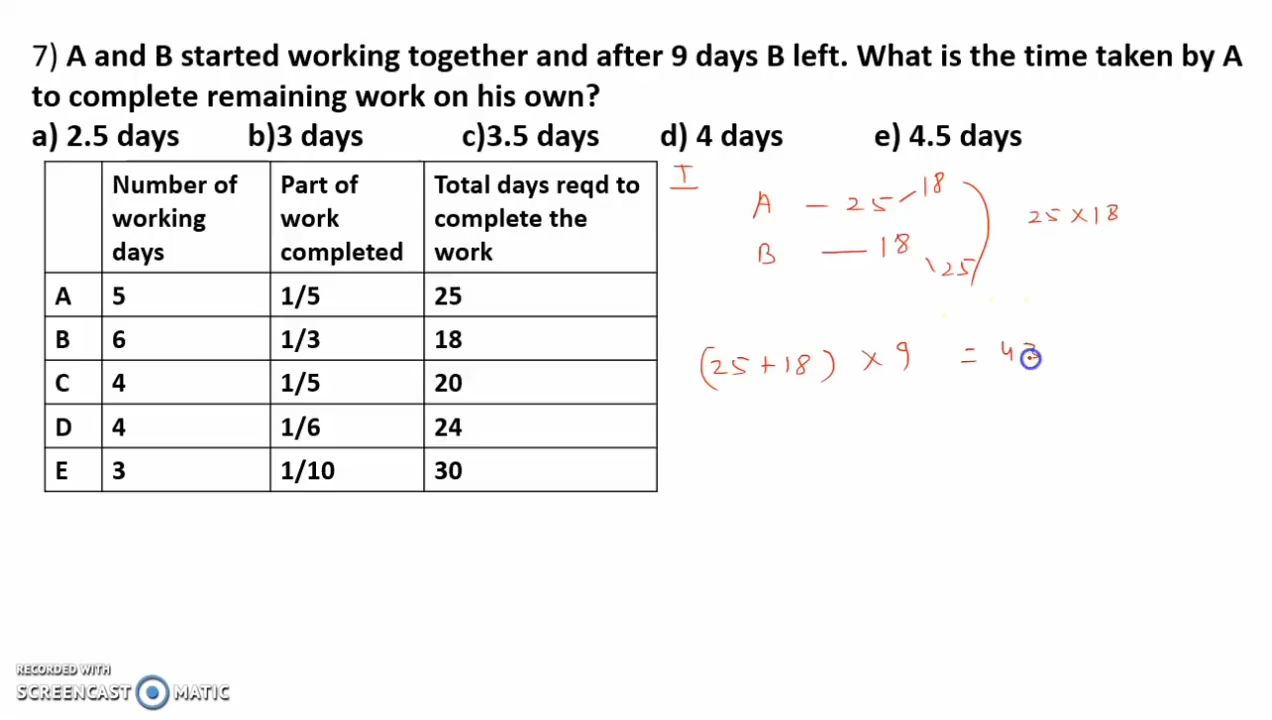 7) A and B started working together and after 9 days B left. What is the time taken by A
to complete remaining work on his own?
a) 2.5 days b)3 days c)3.5 days d) 4 days e) 4.5 days
Number of working days Part of work completed Total days reqd to complete the work
A 5 1/5 25
B 6 1/3 18
C 4 1/5 20
D 4 1/6 24
E 3 1/10 30
I
A - 25 18
B - 18 25
25 × 18
(25 + 18) × 9 = 43
RECORDED WITH
SCREENCAST MATIC